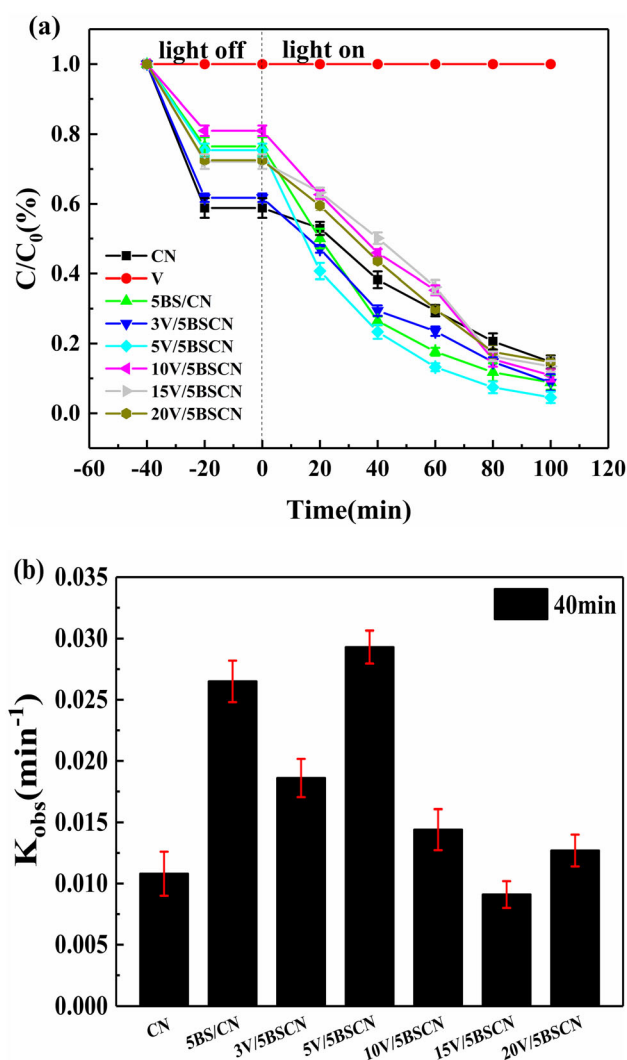 (a)
light off light on
1.0
0.8
0.6
0.4
0.2
0.0
C/C0(%)
CN
V
5BS/CN
3V/5BSCN
5V/5BSCN
10V/5BSCN
15V/5BSCN
20V/5BSCN
-60 -40 -20 0 20 40 60 80 100 120
Time(min)
(b)
40min
0.035
0.030
0.025
0.020
0.015
0.010
0.005
0.000
Kobs(min-1)
CN 5BS/CN 3V/5BSCN 5V/5BSCN 10V/5BSCN 15V/5BSCN 20V/5BSCN